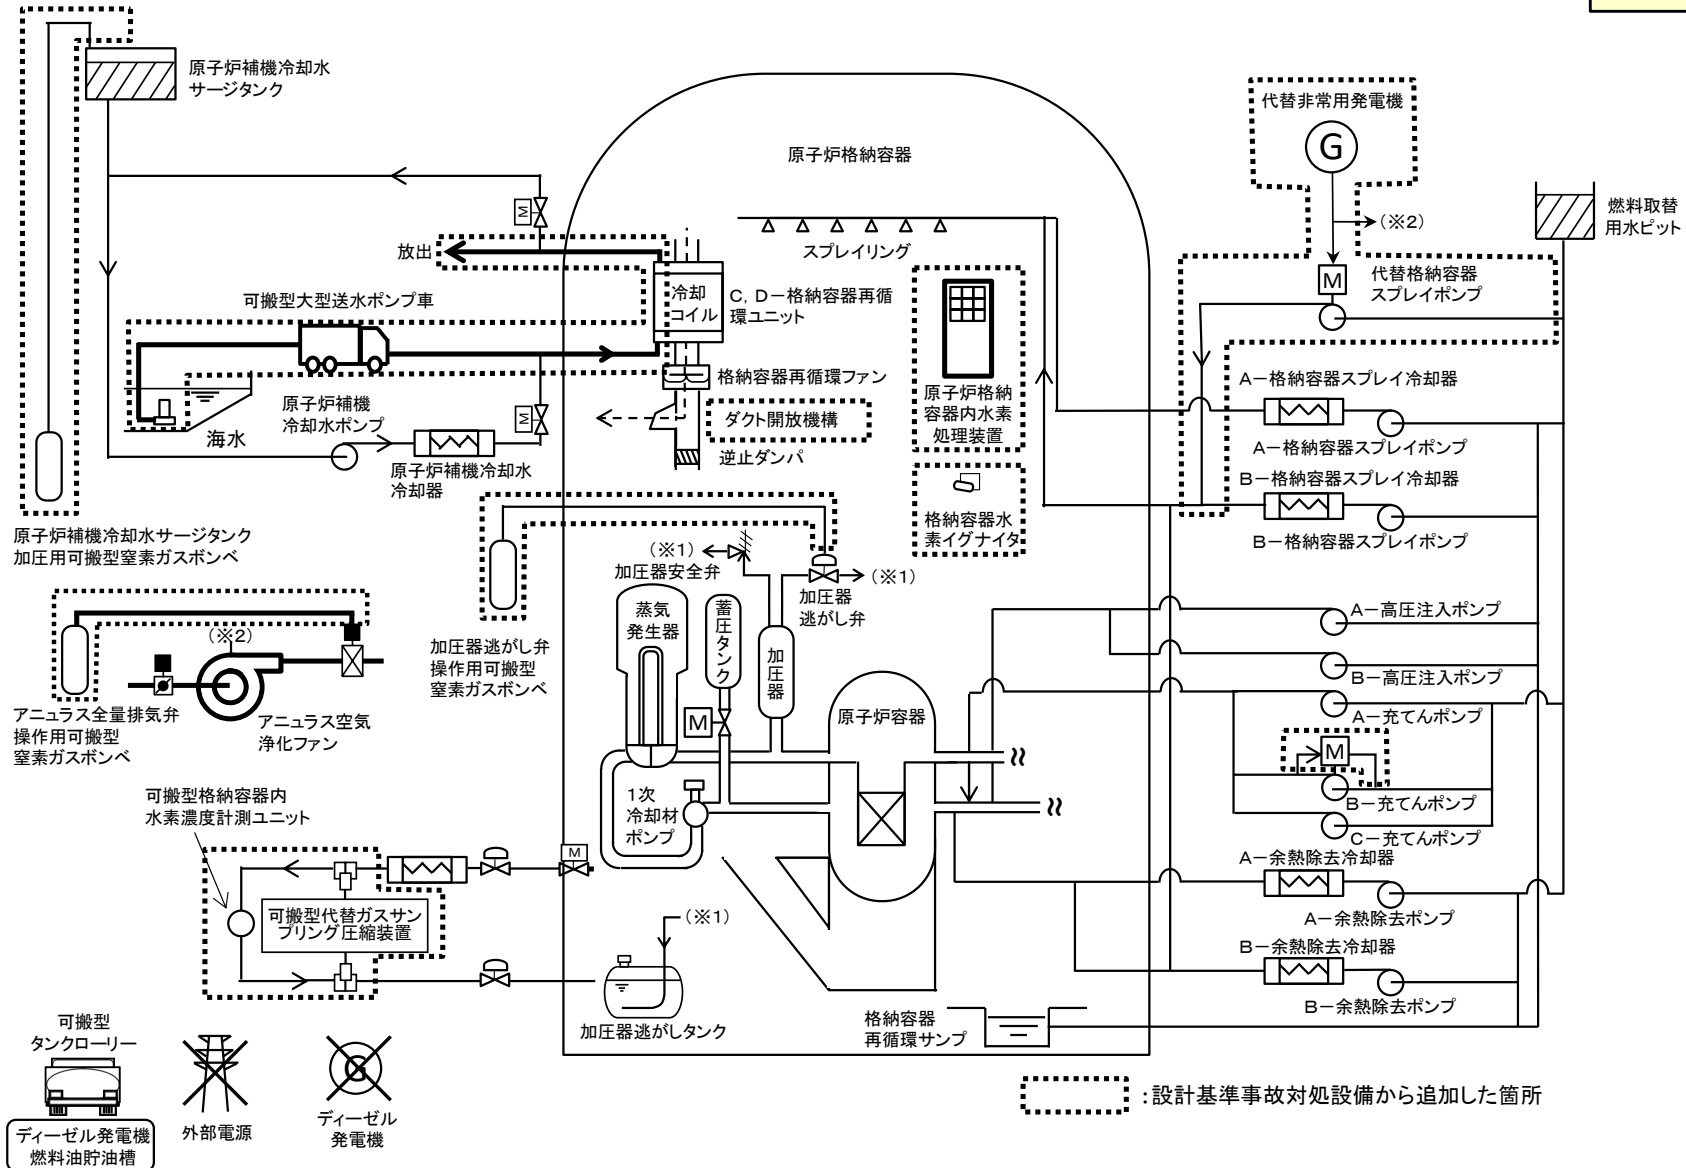 原子炉補機冷却水
サージタンク
原子炉格納容器
代替非常用発電機
G
(※2)
燃料取替
用水ピット
M
放出
スプレイリング
M
代替格納容器
スプレイポンプ
可搬型大型送水ポンプ車
冷却
コイル
C, D－格納容器再循
環ユニット
格納容器再循環ファン
原子炉格納
容器内水素
処理装置
A－格納容器スプレイ冷却器
原子炉補機
冷却水ポンプ
M
海水
ダクト開放機構
逆止ダンパ
A－格納容器スプレイポンプ
原子炉補機冷却水
冷却器
B－格納容器スプレイ冷却器
格納容器水
素イグナイタ
B－格納容器スプレイポンプ
原子炉補機冷却水サージタンク
加圧用可搬型窒素ガスボンベ
(※1)
加圧器安全弁
(※1)
加圧器
逃がし弁
蒸気
発生器
蓄圧タンク
加圧器
A－高圧注入ポンプ
(※2)
加圧器逃がし弁
操作用可搬型
窒素ガスボンベ
B－高圧注入ポンプ
アニュラス全量排気弁
操作用可搬型
窒素ガスボンベ
アニュラス空気
浄化ファン
M
原子炉容器
A－充てんポンプ
M
B－充てんポンプ
可搬型格納容器内
水素濃度計測ユニット
1次
冷却材
ポンプ
C－充てんポンプ
M
A－余熱除去冷却器
可搬型代替ガスサン
プリング圧縮装置
(※1)
A－余熱除去ポンプ
B－余熱除去冷却器
B－余熱除去ポンプ
加圧器逃がしタンク
格納容器
再循環サンプ
可搬型
タンクローリー
G
ディーゼル発電機
燃料油貯油槽
外部電源
ディーゼル
発電機
：設計基準事故対処設備から追加した箇所